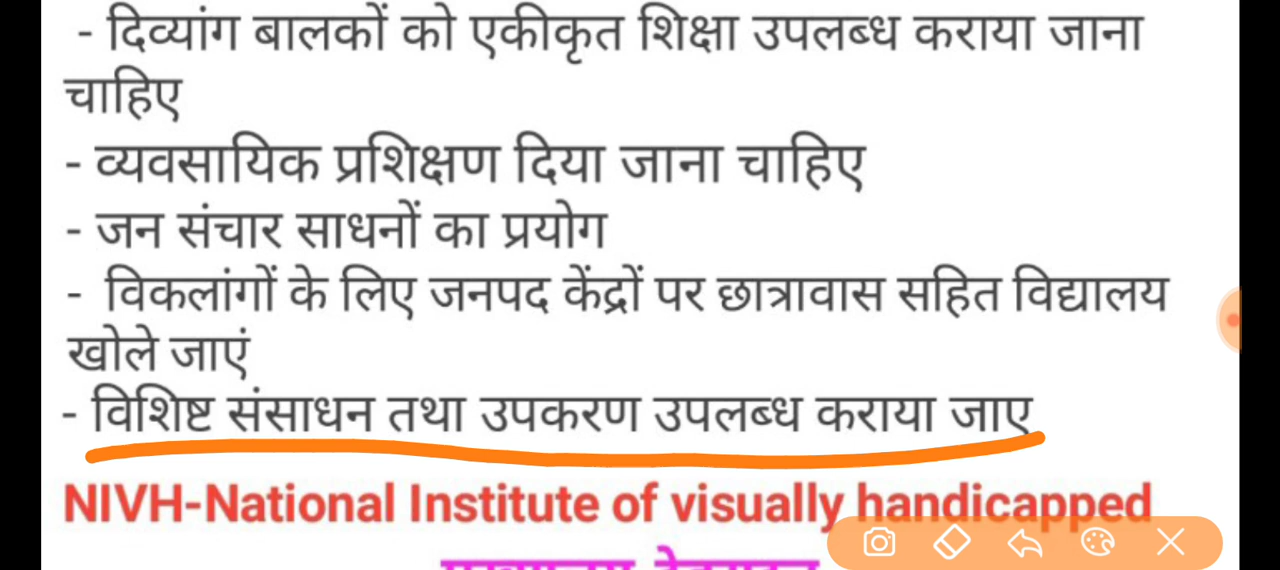 - दिव्यांग बालकों को एकीकृत शिक्षा उपलब्ध कराया जाना
चाहिए
- व्यवसायिक प्रशिक्षण दिया जाना चाहिए
- जन संचार साधनों का प्रयोग
- विकलांगों के लिए जनपद केंद्रों पर छात्रावास सहित विद्यालय
खोले जाएं
- विशिष्ट संसाधन तथा उपकरण उपलब्ध कराया जाए
NIVH-National Institute of visually handicapped